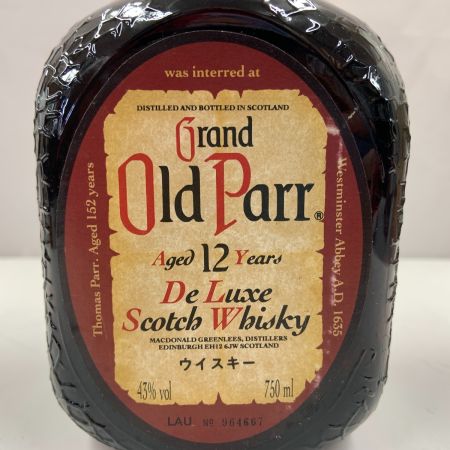 was interred at
DISTILLED AND BOTTLED IN SCOTLAND
Grand
Old Parr®
Aged 12 Years
De Luxe
Scotch Whisky
MACDONALD GREENLEES, DISTILLERS
EDINBURGH EH12 6JW SCOTLAND
ウイスキー
43% vol 750 ml
LAU Nº 964667
Thomas Parr. Aged 152 years
Westminster Abbey A.D. 1635